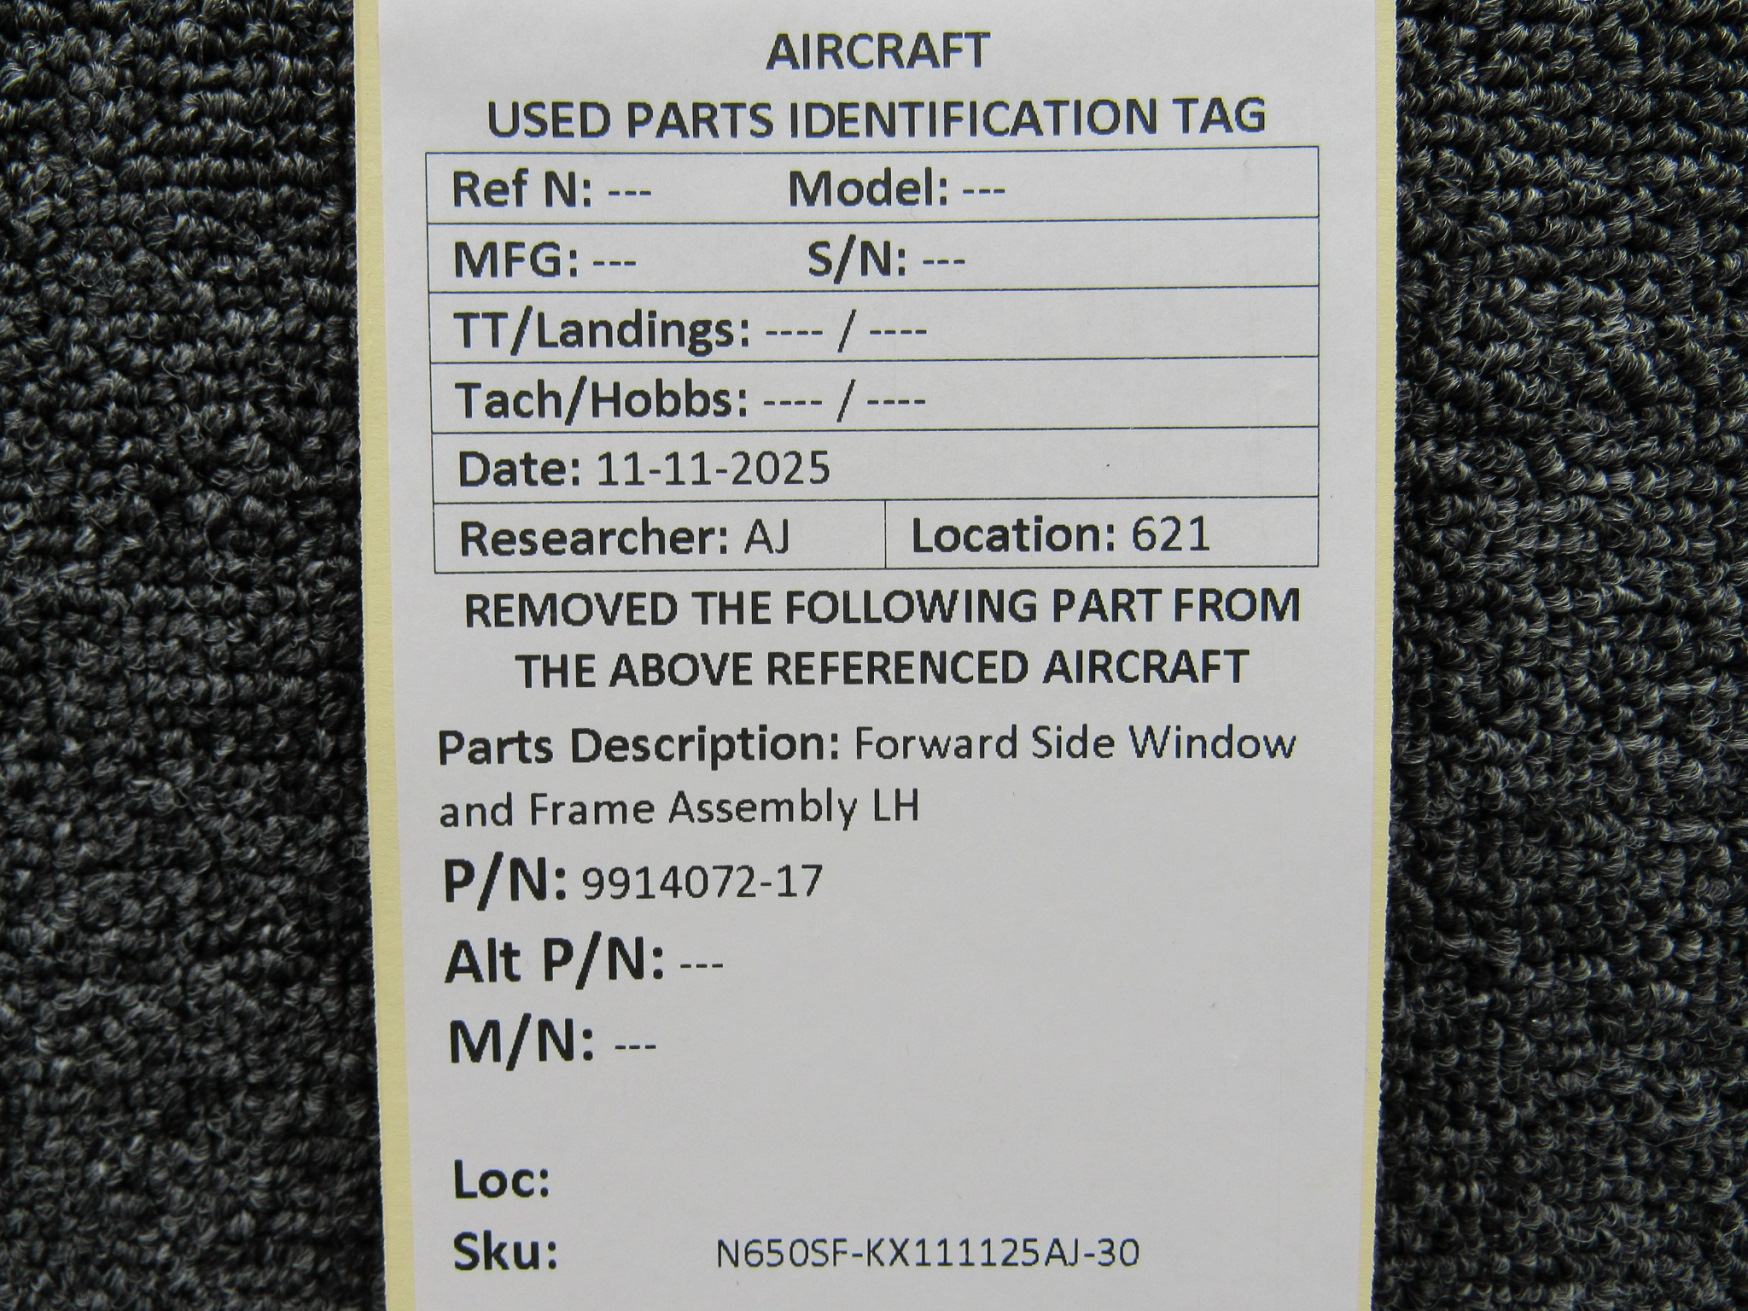 AIRCRAFT
USED PARTS IDENTIFICATION TAG
Ref N: --- Model: ---
MFG: --- S/N: ---
TT/Landings: ---- / ----
Tach/Hobbs: ---- / ----
Date: 11-11-2025
Researcher: AJ Location: 621
REMOVED THE FOLLOWING PART FROM
THE ABOVE REFERENCED AIRCRAFT
Parts Description: Forward Side Window
and Frame Assembly LH
P/N: 9914072-17
Alt P/N: ---
M/N: ---
Loc:
Sku: N650SF-KX111125AJ-30